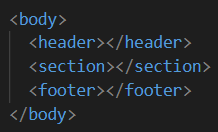 <body>
  <header></header>
  <section></section>
  <footer></footer>
</body>